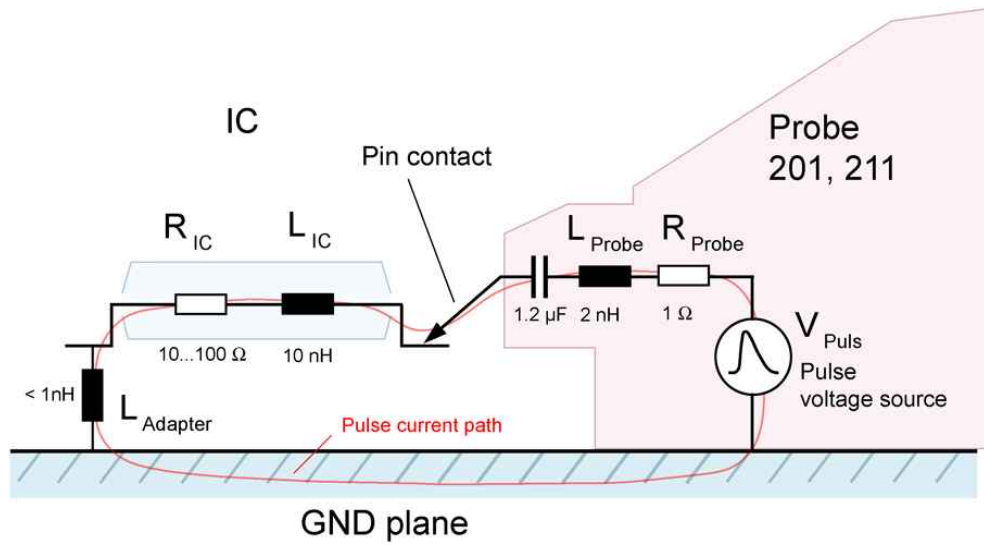 IC
Probe
201, 211
Pin contact
R IC
L IC
L Probe
R Probe
1.2 µF
2 nH
1 Ω
10...100 Ω
10 nH
V Puls
Pulse
voltage source
< 1nH
L Adapter
Pulse current path
GND plane